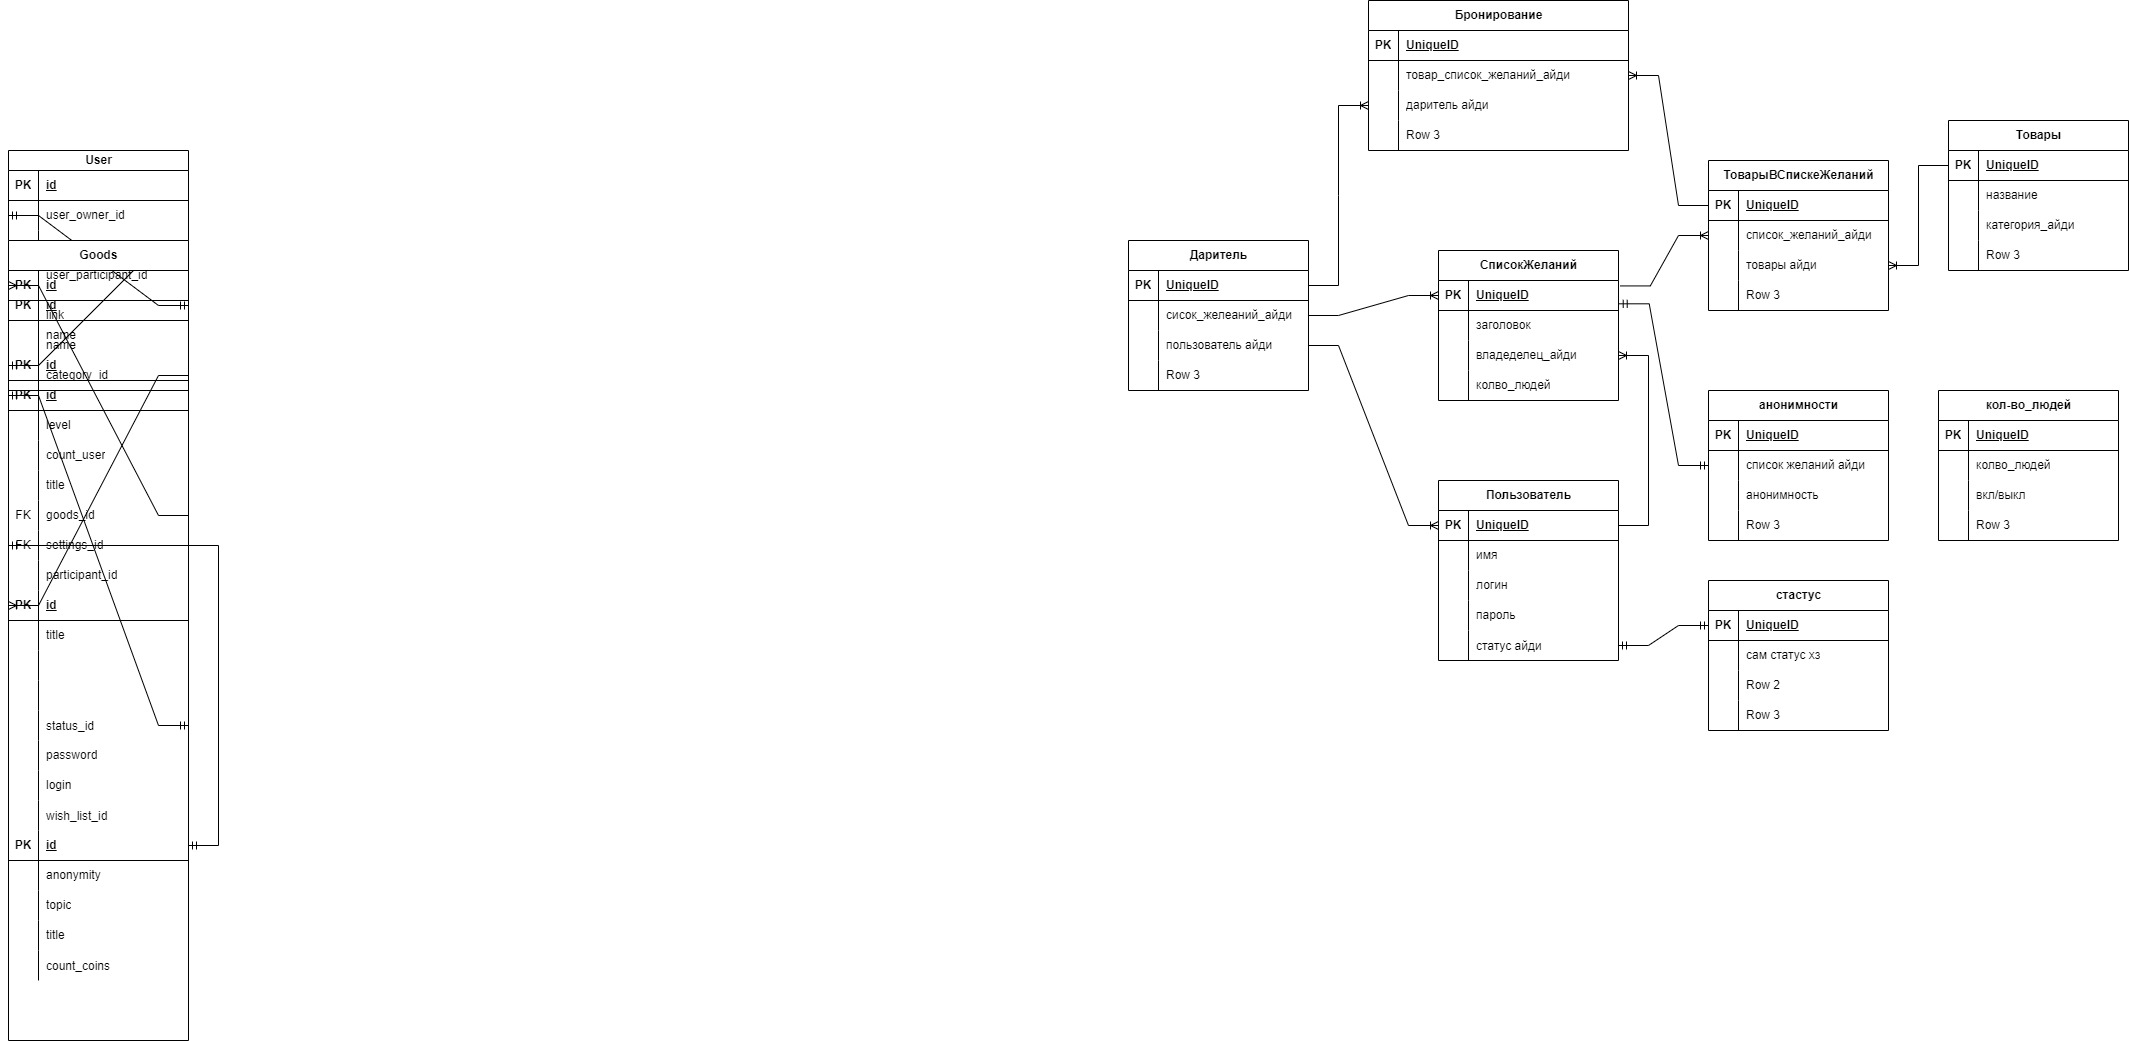 User
PK id
user_owner_id
Goods
user_participant_id
PK id
PK id
link
name
name
PK id
category_id
PK id
level
count_user
title
FK goods_id
FK settings_id
participant_id
PK id
title
status_id
password
login
wish_list_id
PK id
anonymity
topic
title
count_coins
Бронирование
PK UniqueID
товар_список_желаний_айди
даритель айди
Row 3
Даритель
PK UniqueID
сисок_желеаний_айди
пользователь айди
Row 3
СписокЖеланий
PK UniqueID
заголовок
владеделец_айди
колво_людей
Пользователь
PK UniqueID
имя
логин
пароль
статус айди
ТоварыВСпискеЖеланий
PK UniqueID
список_желаний_айди
товары айди
Row 3
Товары
PK UniqueID
название
категория_айди
Row 3
анонимности
PK UniqueID
список желаний айди
анонимность
Row 3
кол-во_людей
PK UniqueID
колво_людей
вкл/выкл
Row 3
стастус
PK UniqueID
сам статус хз
Row 2
Row 3